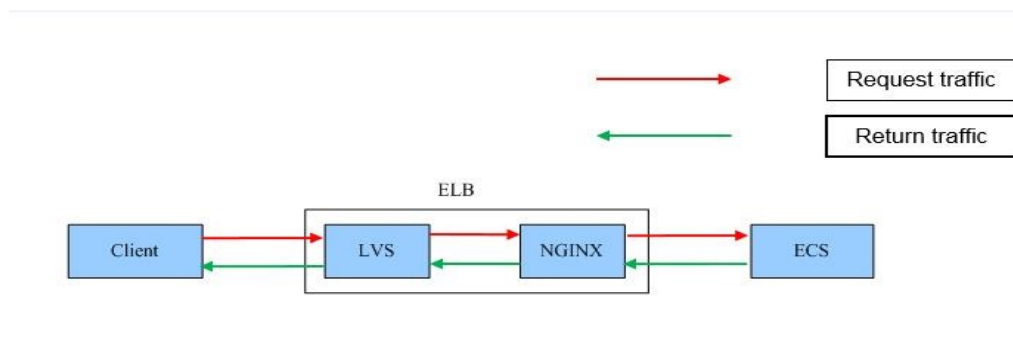 Request traffic
Return traffic
ELB
Client
LVS
NGINX
ECS